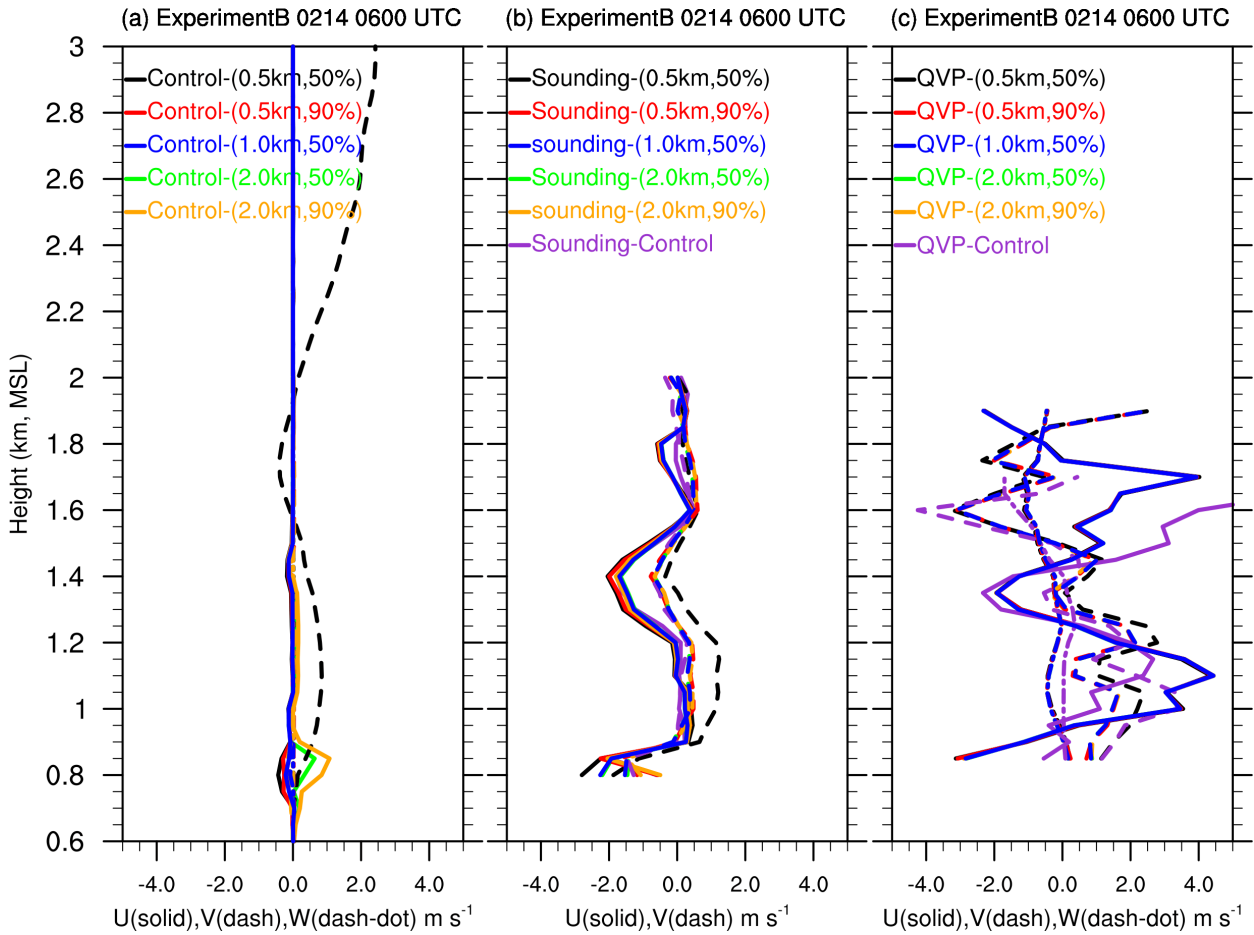 (a) ExperimentB 0214 0600 UTC
(b) ExperimentB 0214 0600 UTC
(c) ExperimentB 0214 0600 UTC
Control-(0.5km,50%)
Control-(0.5km,90%)
Control-(1.0km,50%)
Control-(2.0km,50%)
Control-(2.0km,90%)
Sounding-(0.5km,50%)
Sounding-(0.5km,90%)
sounding-(1.0km,50%)
Sounding-(2.0km,50%)
sounding-(2.0km,90%)
Sounding-Control
QVP-(0.5km,50%)
QVP-(0.5km,90%)
QVP-(1.0km,50%)
QVP-(2.0km,50%)
QVP-(2.0km,90%)
QVP-Control
Height (km, MSL)
3
2.8
2.6
2.4
2.2
2
1.8
1.6
1.4
1.2
1
0.8
0.6
-4.0 -2.0 0.0 2.0 4.0
-4.0 -2.0 0.0 2.0 4.0
-4.0 -2.0 0.0 2.0 4.0
U(solid),V(dash),W(dash-dot) m s⁻¹
U(solid),V(dash) m s⁻¹
U(solid),V(dash),W(dash-dot) m s⁻¹